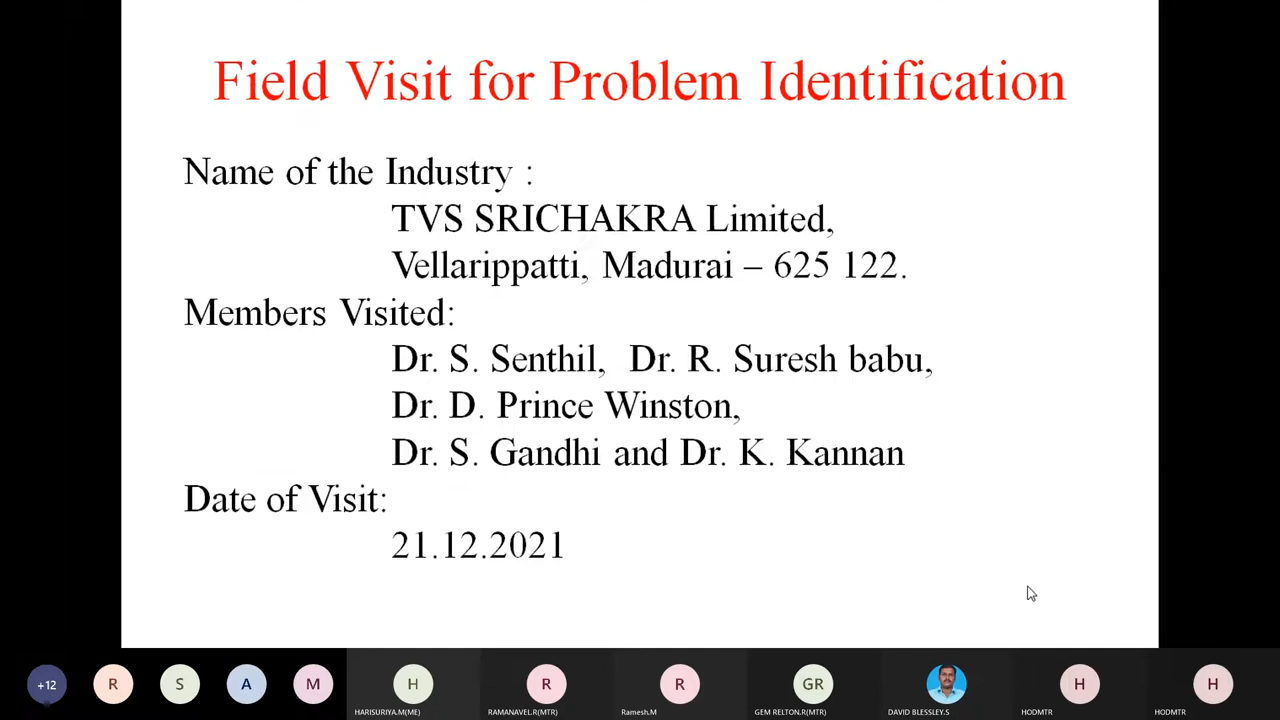 Field Visit for Problem Identification
Name of the Industry :
TVS SRICHAKRA Limited,
Vellarippatti, Madurai – 625 122.
Members Visited:
Dr. S. Senthil, Dr. R. Suresh babu,
Dr. D. Prince Winston,
Dr. S. Gandhi and Dr. K. Kannan
Date of Visit:
21.12.2021
+12 R S A M H R R GR H H
HARISURIYA.M(ME) RAMANAVEL.R(MTR) Ramesh.M GEM RELTON.R(MTR) DAVID BLESSLEY.S HODMTR HODMTR